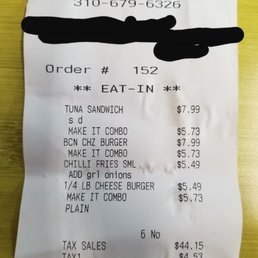 310-679-6326
Order # 152
** EAT-IN **
TUNA SANDWICH $7.99
s d
MAKE IT COMBO $5.73
BCN CHZ BURGER $7.99
MAKE IT COMBO $5.73
CHILLI FRIES SML $5.49
ADD grl onions
1/4 LB CHEESE BURGER $5.49
MAKE IT COMBO $5.73
PLAIN
6 No
TAX SALES $44.15
TAX1 $4.53